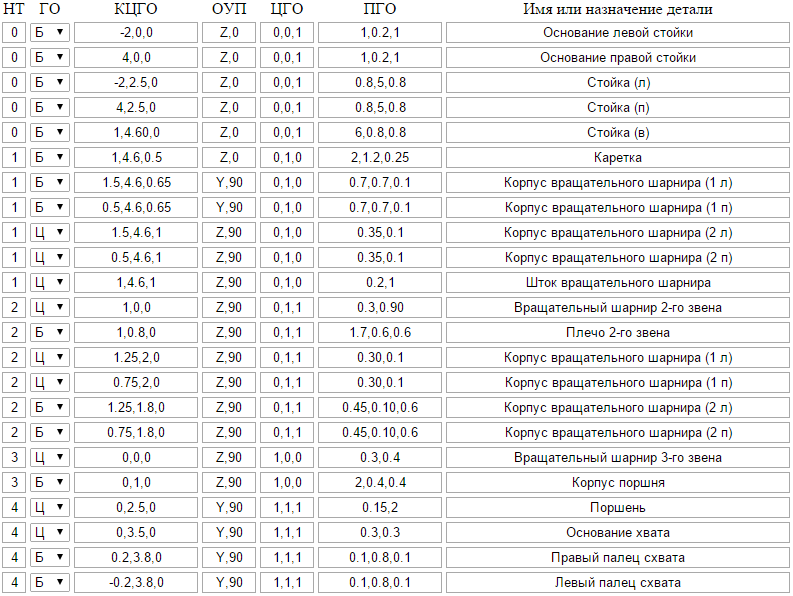 НТ ГО КЦГО ОУП ЦГО ПГО Имя или назначение детали
0 Б -2,0,0 Z,0 0,0,1 1,0.2,1 Основание левой стойки
0 Б 4,0,0 Z,0 0,0,1 1,0.2,1 Основание правой стойки
0 Б -2,2.5,0 Z,0 0,0,1 0.8,5,0.8 Стойка (л)
0 Б 4,2.5,0 Z,0 0,0,1 0.8,5,0.8 Стойка (п)
0 Б 1,4.60,0 Z,0 0,0,1 6,0.8,0.8 Стойка (в)
1 Б 1,4.6,0.5 Z,0 0,1,0 2,1.2,0.25 Каретка
1 Б 1.5,4.6,0.65 Y,90 0,1,0 0.7,0.7,0.1 Корпус вращательного шарнира (1 л)
1 Б 0.5,4.6,0.65 Y,90 0,1,0 0.7,0.7,0.1 Корпус вращательного шарнира (1 п)
1 Ц 1.5,4.6,1 Z,90 0,1,0 0.35,0.1 Корпус вращательного шарнира (2 л)
1 Ц 0.5,4.6,1 Z,90 0,1,0 0.35,0.1 Корпус вращательного шарнира (2 п)
1 Ц 1,4.6,1 Z,90 0,1,0 0.2,1 Шток вращательного шарнира
2 Ц 1,0,0 Z,90 0,1,1 0.3,0.90 Вращательный шарнир 2-го звена
2 Б 1,0.8,0 Z,90 0,1,1 1.7,0.6,0.6 Плечо 2-го звена
2 Ц 1.25,2,0 Z,90 0,1,1 0.30,0.1 Корпус вращательного шарнира (1 л)
2 Ц 0.75,2,0 Z,90 0,1,1 0.30,0.1 Корпус вращательного шарнира (1 п)
2 Б 1.25,1.8,0 Z,90 0,1,1 0.45,0.10,0.6 Корпус вращательного шарнира (2 л)
2 Б 0.75,1.8,0 Z,90 0,1,1 0.45,0.10,0.6 Корпус вращательного шарнира (2 п)
3 Ц 0,0,0 Z,90 1,0,0 0.3,0.4 Вращательный шарнир 3-го звена
3 Б 0,1,0 Z,90 1,0,0 2,0.4,0.4 Корпус поршня
4 Ц 0,2.5,0 Y,90 1,1,1 0.15,2 Поршень
4 Ц 0,3.5,0 Y,90 1,1,1 0.3,0.3 Основание хвата
4 Б 0.2,3.8,0 Y,90 1,1,1 0.1,0.8,0.1 Правый палец схвата
4 Б -0.2,3.8,0 Y,90 1,1,1 0.1,0.8,0.1 Левый палец схвата